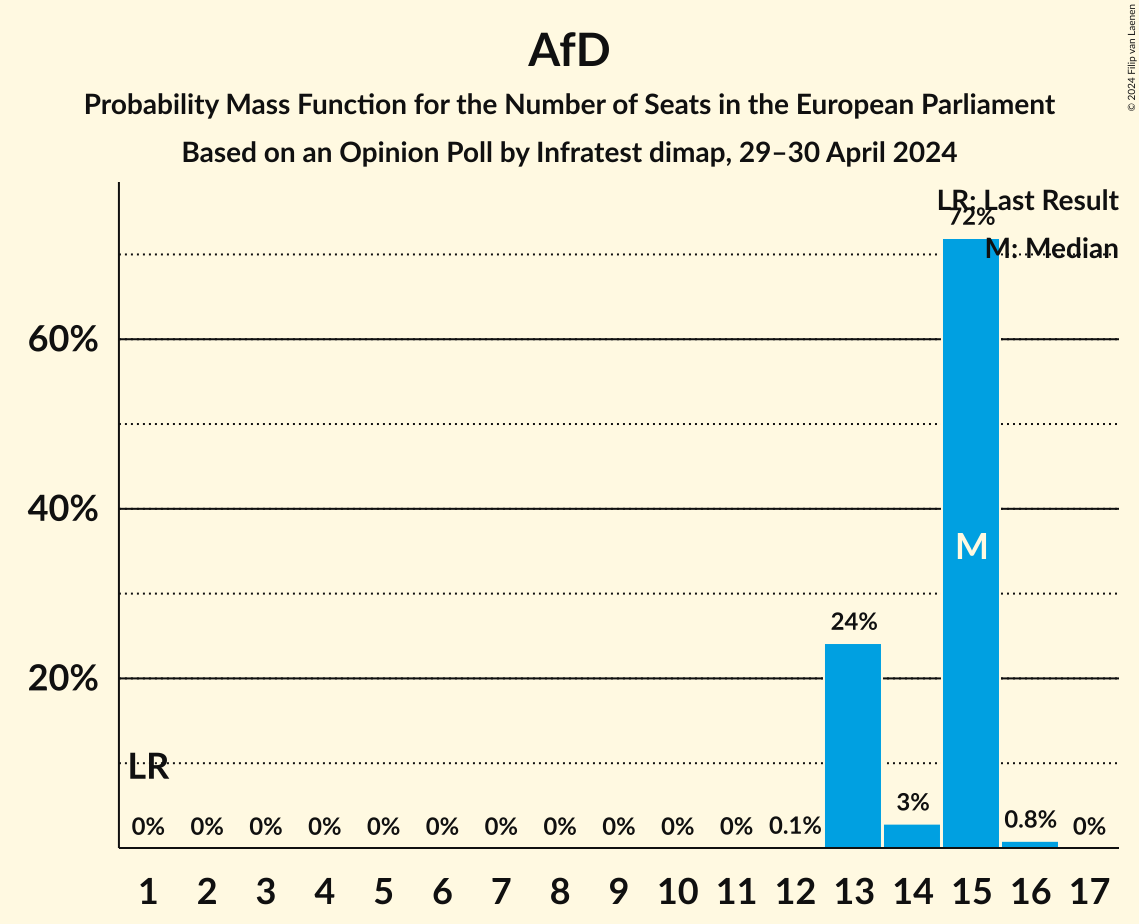 AfD
Probability Mass Function for the Number of Seats in the European Parliament
Based on an Opinion Poll by Infratest dimap, 29–30 April 2024
© 2024 Filip van Laenen
LR: Last Result
M: Median
72%
60%
40%
M
24%
20%
LR
0% 0% 0% 0% 0% 0% 0% 0% 0% 0% 0% 0.1% 3% 0.8% 0%
1 2 3 4 5 6 7 8 9 10 11 12 13 14 15 16 17